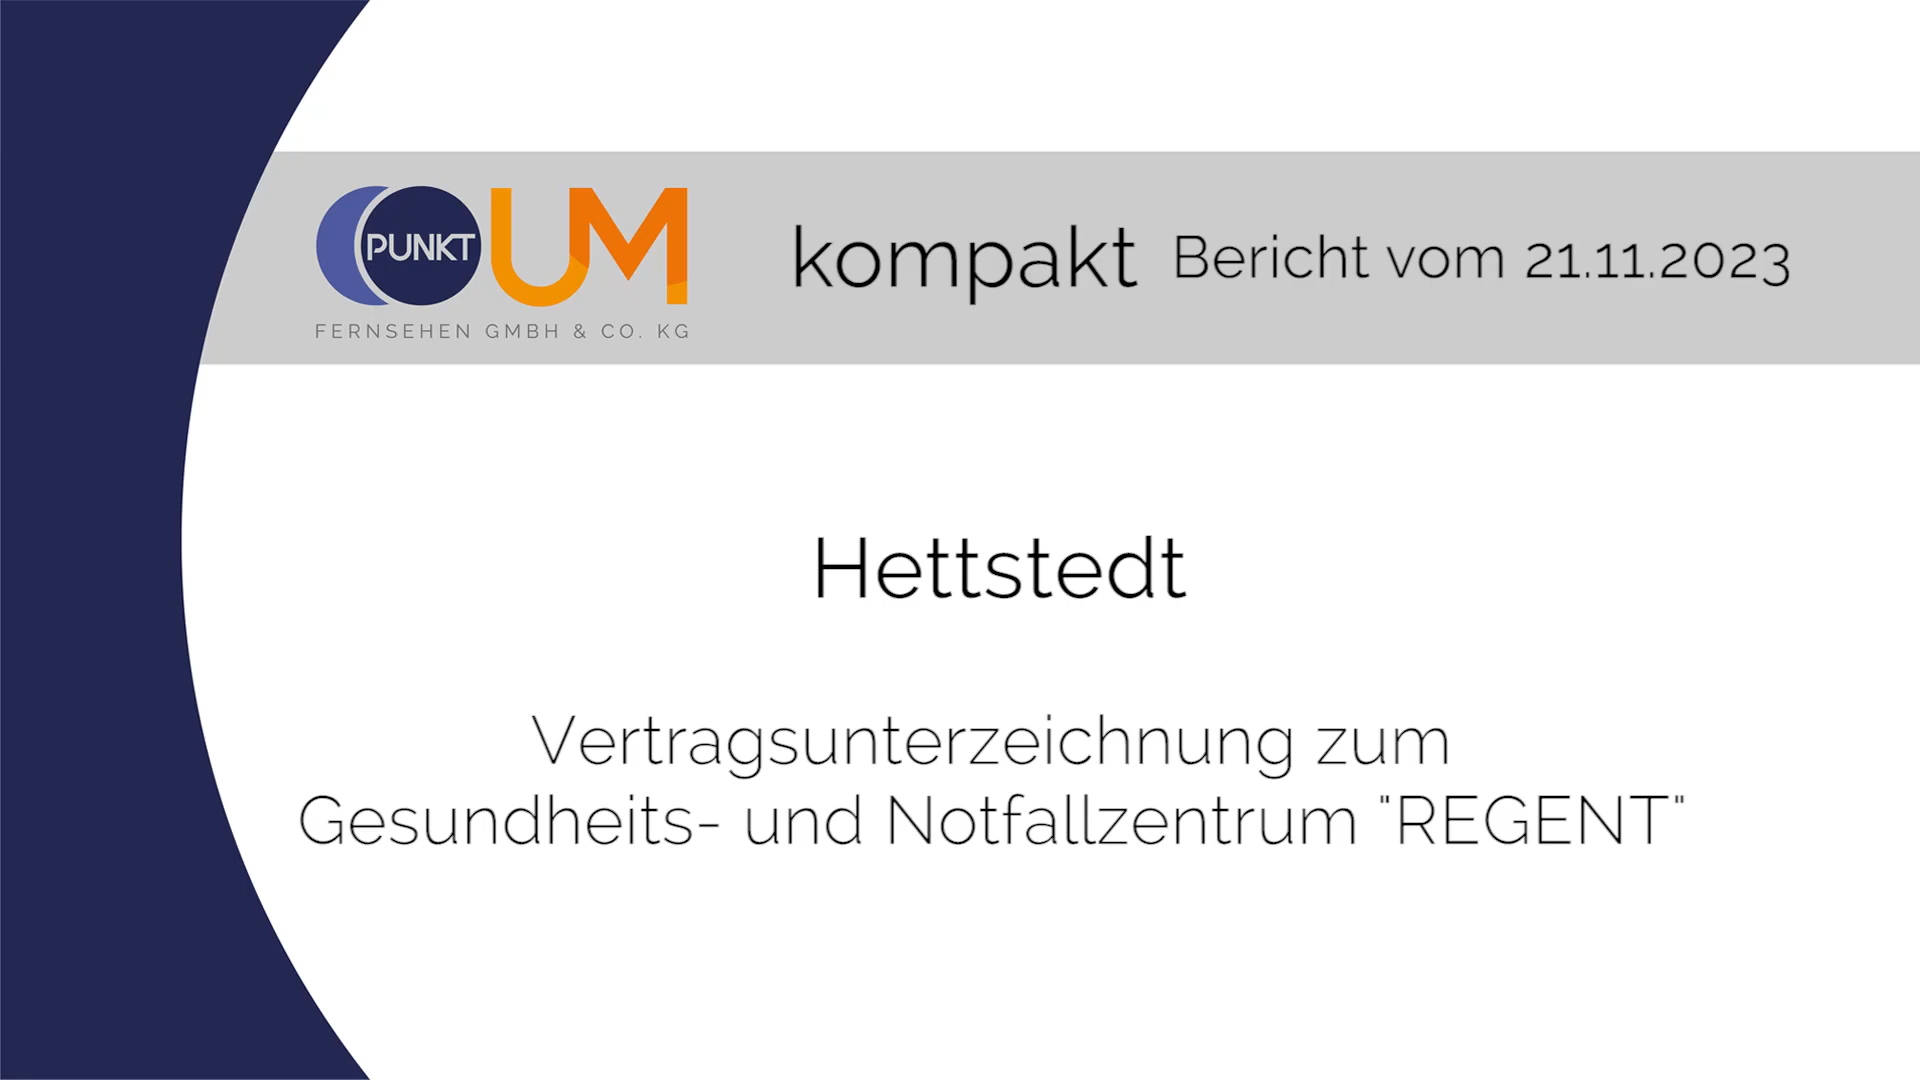 PUNKT UM
FERNSEHEN GMBH & CO. KG
kompakt Bericht vom 21.11.2023
Hettstedt
Vertragsunterzeichnung zum
Gesundheits- und Notfallzentrum "REGENT"